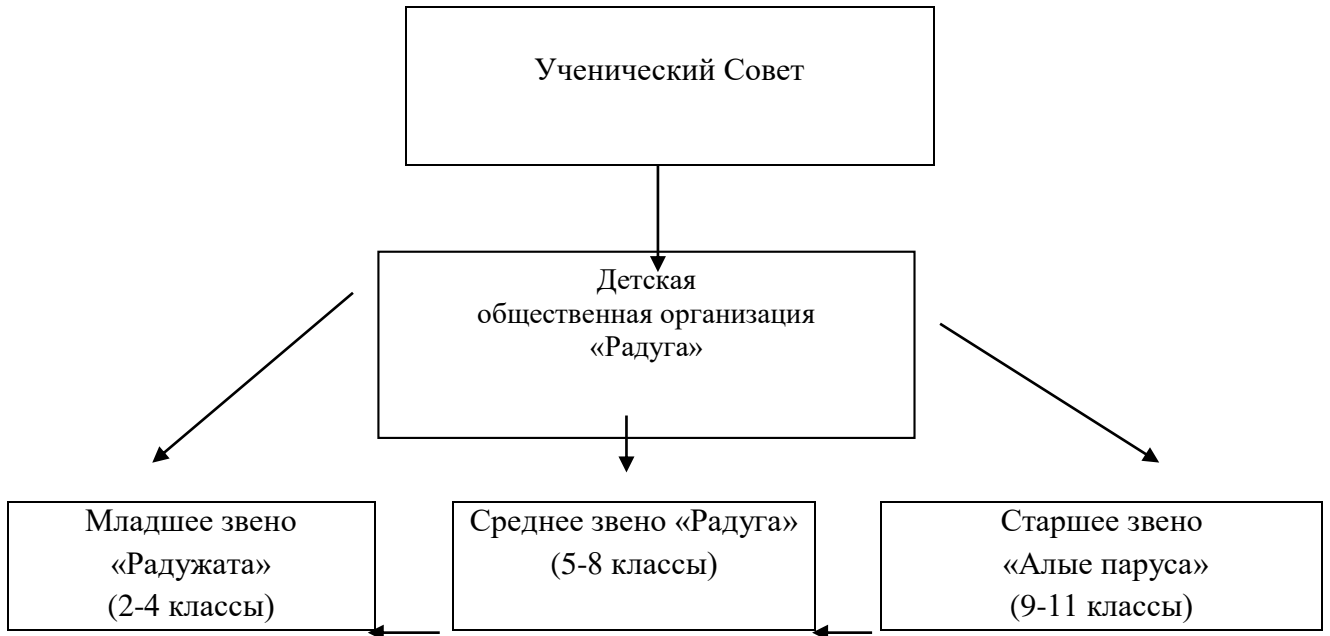 Ученический Совет
Детская
общественная организация
«Радуга»
Младшее звено
«Радужата»
(2-4 классы)
Среднее звено «Радуга»
(5-8 классы)
Старшее звено
«Алые паруса»
(9-11 классы)